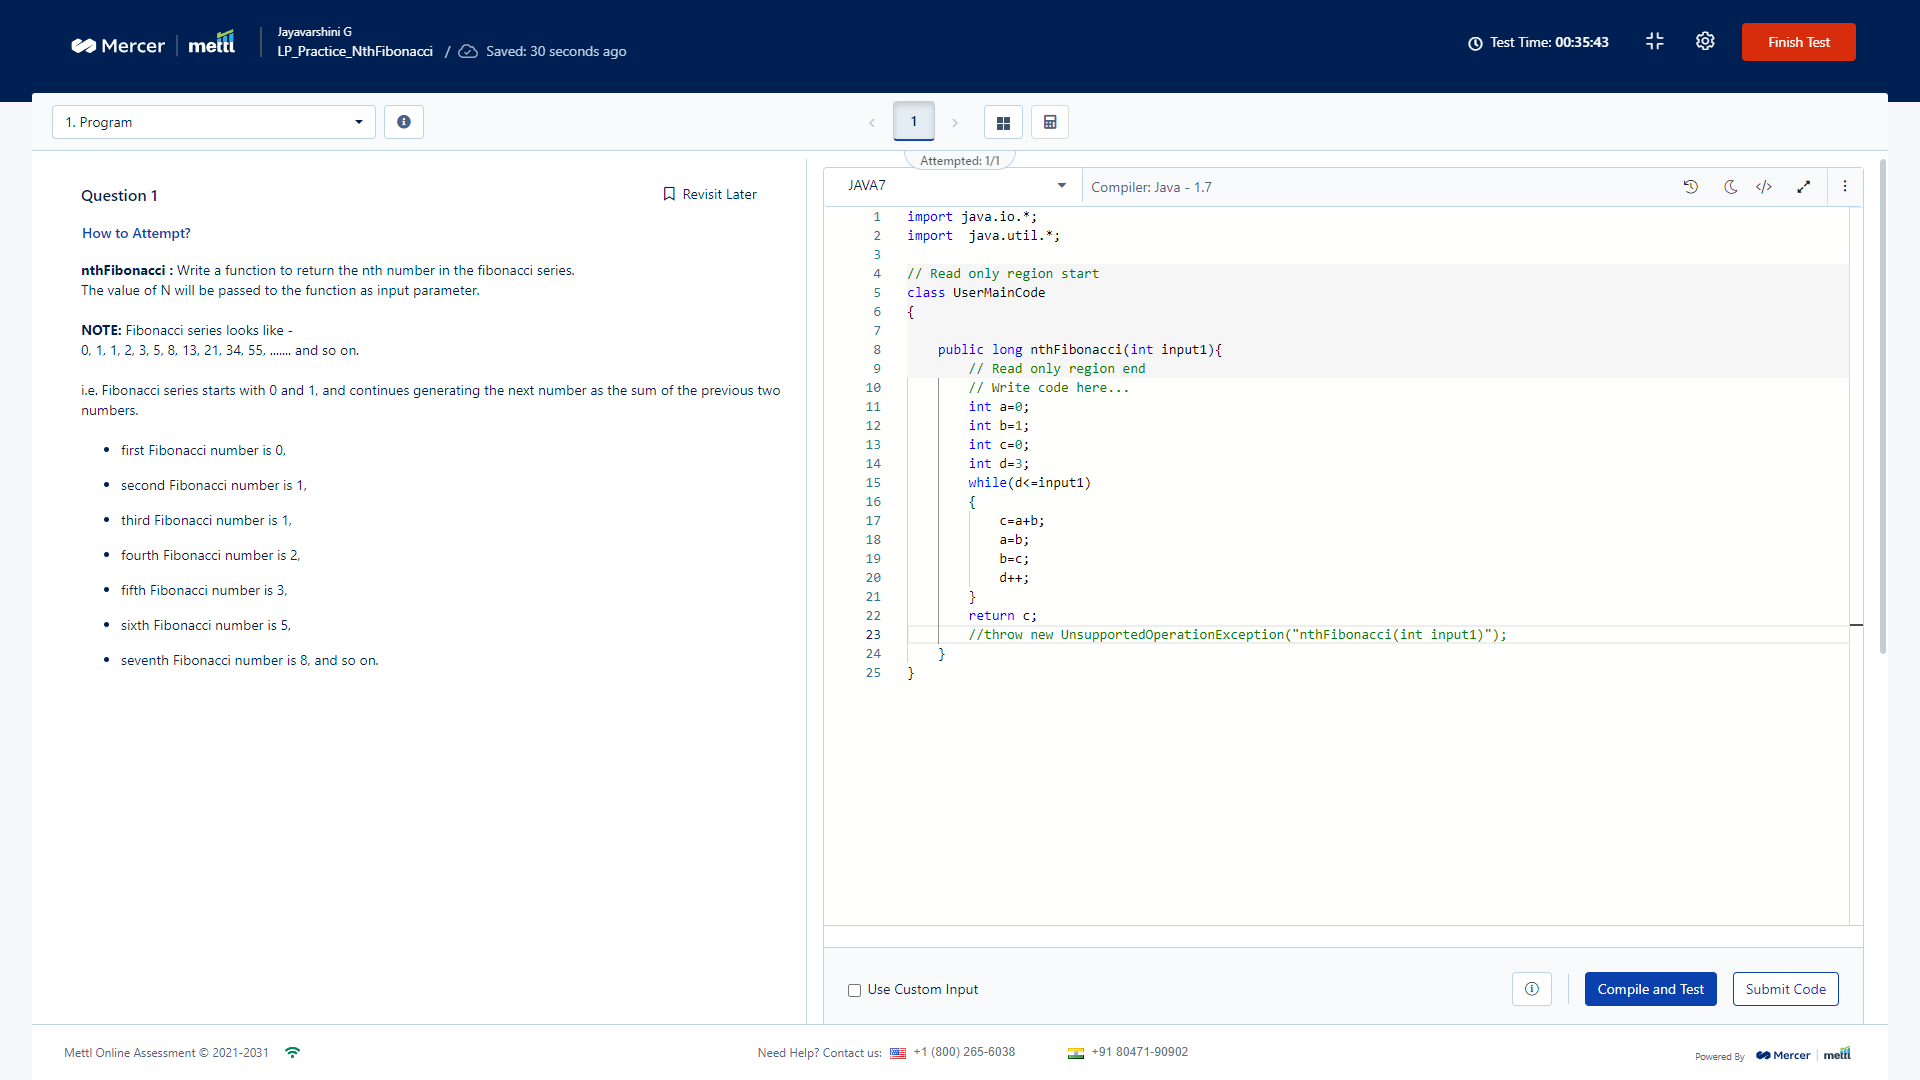 Mercer | mettl
Jayavarshini G
LP_Practice_NthFibonacci / Saved: 30 seconds ago
Test Time: 00:35:43
Finish Test
1. Program
1
Attempted: 1/1
Question 1
Revisit Later
How to Attempt?
nthFibonacci : Write a function to return the nth number in the fibonacci series.
The value of N will be passed to the function as input parameter.
NOTE: Fibonacci series looks like -
0, 1, 1, 2, 3, 5, 8, 13, 21, 34, 55, ....... and so on.
i.e. Fibonacci series starts with 0 and 1, and continues generating the next number as the sum of the previous two
numbers.
• first Fibonacci number is 0,
• second Fibonacci number is 1,
• third Fibonacci number is 1,
• fourth Fibonacci number is 2,
• fifth Fibonacci number is 3,
• sixth Fibonacci number is 5,
• seventh Fibonacci number is 8, and so on.
JAVA7
Compiler: Java - 1.7
1 import java.io.*;
2 import  java.util.*;
3
4 // Read only region start
5 class UserMainCode
6 {
7
8     public long nthFibonacci(int input1){
9         // Read only region end
10         // Write code here...
11         int a=0;
12         int b=1;
13         int c=0;
14         int d=3;
15         while(d<=input1)
16         {
17             c=a+b;
18             a=b;
19             b=c;
20             d++;
21         }
22         return c;
23         //throw new UnsupportedOperationException("nthFibonacci(int input1)");
24     }
25 }
Use Custom Input
Compile and Test
Submit Code
Mettl Online Assessment © 2021-2031
Need Help? Contact us: +1 (800) 265-6038
+91 80471-90902
Powered By Mercer | mettl